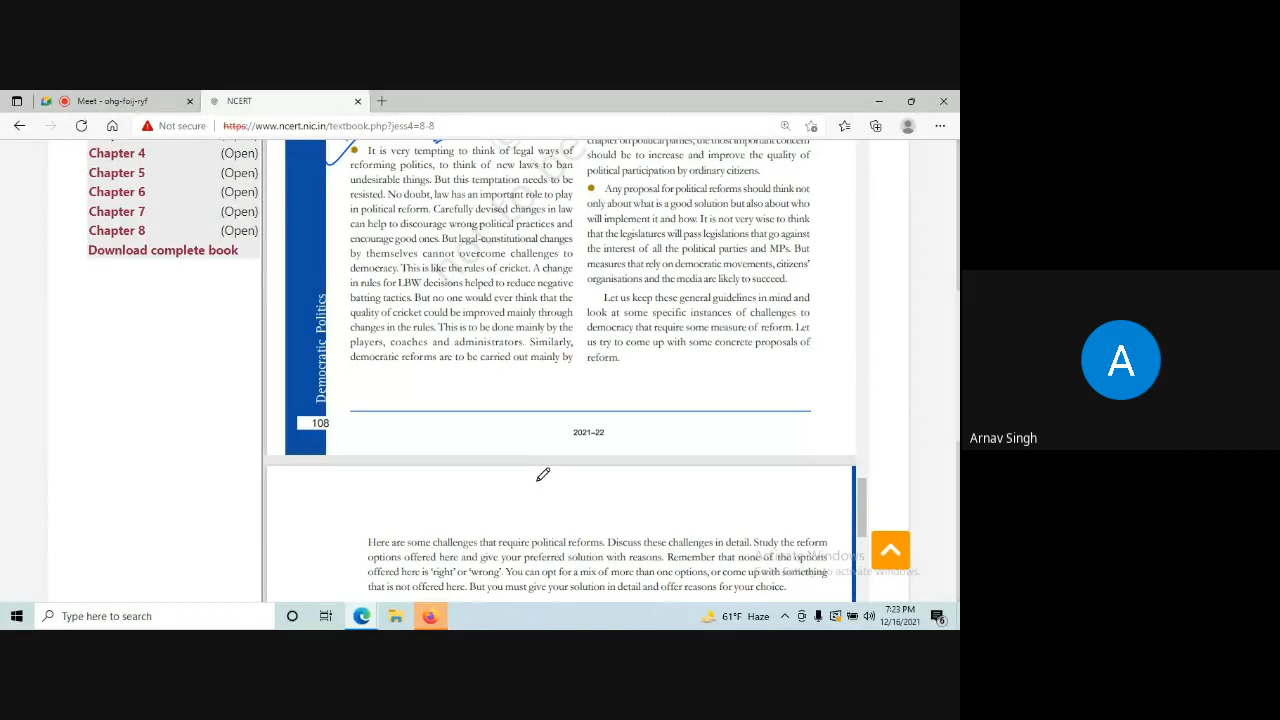 Meet - ohg-foij-ryf
NCERT
Not secure
https://www.ncert.nic.in/textbook.php?jess4=8-8
Chapter 4 (Open)
Chapter 5 (Open)
Chapter 6 (Open)
Chapter 7 (Open)
Chapter 8 (Open)
Download complete book
Democratic Politics
108
It is very tempting to think of legal ways of
reforming politics, to think of new laws to ban
undesirable things. But this temptation needs to be
resisted. No doubt, law has an important role to play
in political reform. Carefully devised changes in law
can help to discourage wrong political practices and
encourage good ones. But legal-constitutional changes
by themselves cannot overcome challenges to
democracy. This is like the rules of cricket. A change
in rules for LBW decisions helped to reduce negative
batting tactics. But no one would ever think that the
quality of cricket could be improved mainly through
changes in the rules. This is to be done mainly by the
players, coaches and administrators. Similarly,
democratic reforms are to be carried out mainly by
chapter on political parties, the most important concern
should be to increase and improve the quality of
political participation by ordinary citizens.
Any proposal for political reforms should think not
only about what is a good solution but also about who
will implement it and how. It is not very wise to think
that the legislatures will pass legislations that go against
the interest of all the political parties and MPs. But
measures that rely on democratic movements, citizens'
organisations and the media are likely to succeed.
Let us keep these general guidelines in mind and
look at some specific instances of challenges to
democracy that require some measure of reform. Let
us try to come up with some concrete proposals of
reform.
2021–22
Here are some challenges that require political reforms. Discuss these challenges in detail. Study the reform
options offered here and give your preferred solution with reasons. Remember that none of the options
offered here is 'right' or 'wrong'. You can opt for a mix of more than one options, or come up with something
that is not offered here. But you must give your solution in detail and offer reasons for your choice.
Activate Windows
to activate Windows.
A
Arnav Singh
Type here to search
61°F Haze
7:23 PM
12/16/2021
6